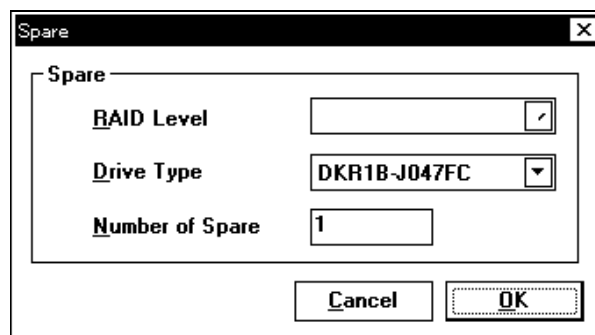 Spare
Spare
RAID Level
Drive Type DKR1B-J047FC
Number of Spare 1
Cancel OK